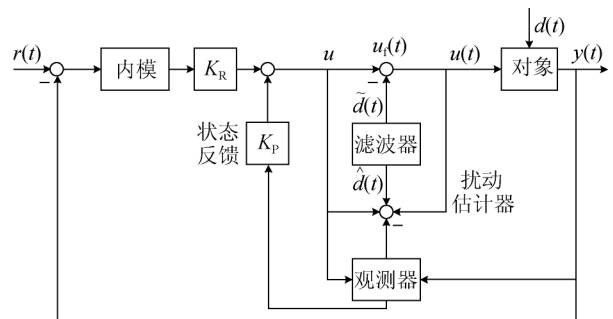 r(t)
−
内模
K_R
u
u_f(t)
−
u(t)
d(t)
对象
y(t)
状态
反馈
K_P
d̃(t)
滤波器
d̂(t)
扰动
估计器
−
观测器